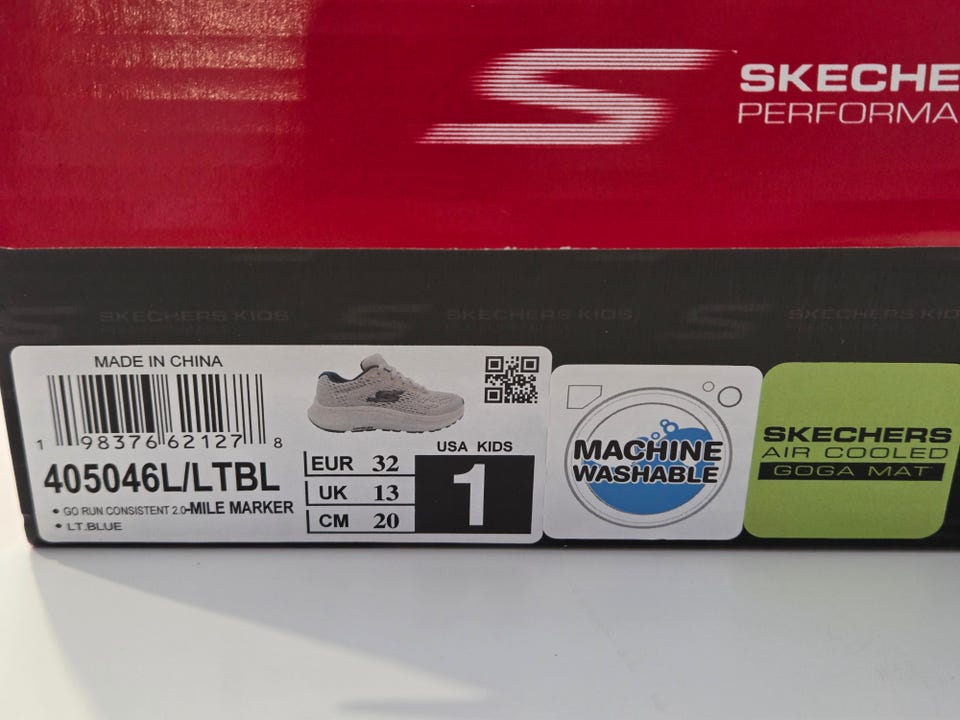 SKECHE
PERFORMA
SKECHERS KIDS
SKECHERS KIDS
SKECHERS KID
MADE IN CHINA
1 98376 62127 8
405046L/LTBL
• GO RUN CONSISTENT 2.0-MILE MARKER
• LT.BLUE
EUR 32
UK 13
CM 20
USA KIDS
1
MACHINE
WASHABLE
SKECHERS
AIR COOLED
GOGA MAT